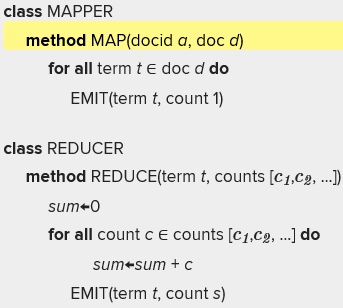 class MAPPER
method MAP(docid a, doc d)
for all term t ∈ doc d do
EMIT(term t, count 1)
class REDUCER
method REDUCE(term t, counts [c₁,c₂, ...])
sum←0
for all count c ∈ counts [c₁,c₂, ...] do
sum←sum + c
EMIT(term t, count s)